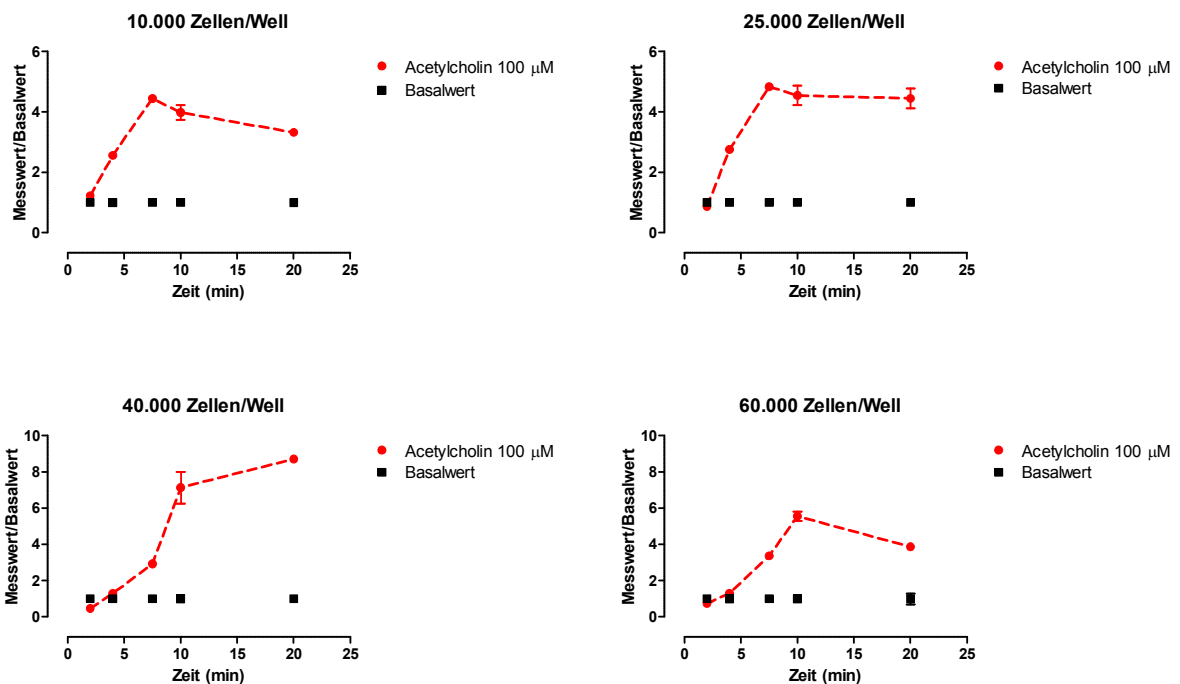 10.000 Zellen/Well
6
4
2
0
Messwert/Basalwert
0 5 10 15 20 25
Zeit (min)
Acetylcholin 100 μM
Basalwert
25.000 Zellen/Well
6
4
2
0
Messwert/Basalwert
0 5 10 15 20 25
Zeit (min)
Acetylcholin 100 μM
Basalwert
40.000 Zellen/Well
10
8
6
4
2
0
Messwert/Basalwert
0 5 10 15 20 25
Zeit (min)
Acetylcholin 100 μM
Basalwert
60.000 Zellen/Well
10
8
6
4
2
0
Messwert/Basalwert
0 5 10 15 20 25
Zeit (min)
Acetylcholin 100 μM
Basalwert